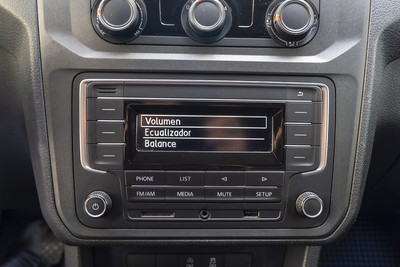 Volumen
Ecualizador
Balance
PHONE LIST
FM/AM MEDIA MUTE SETUP